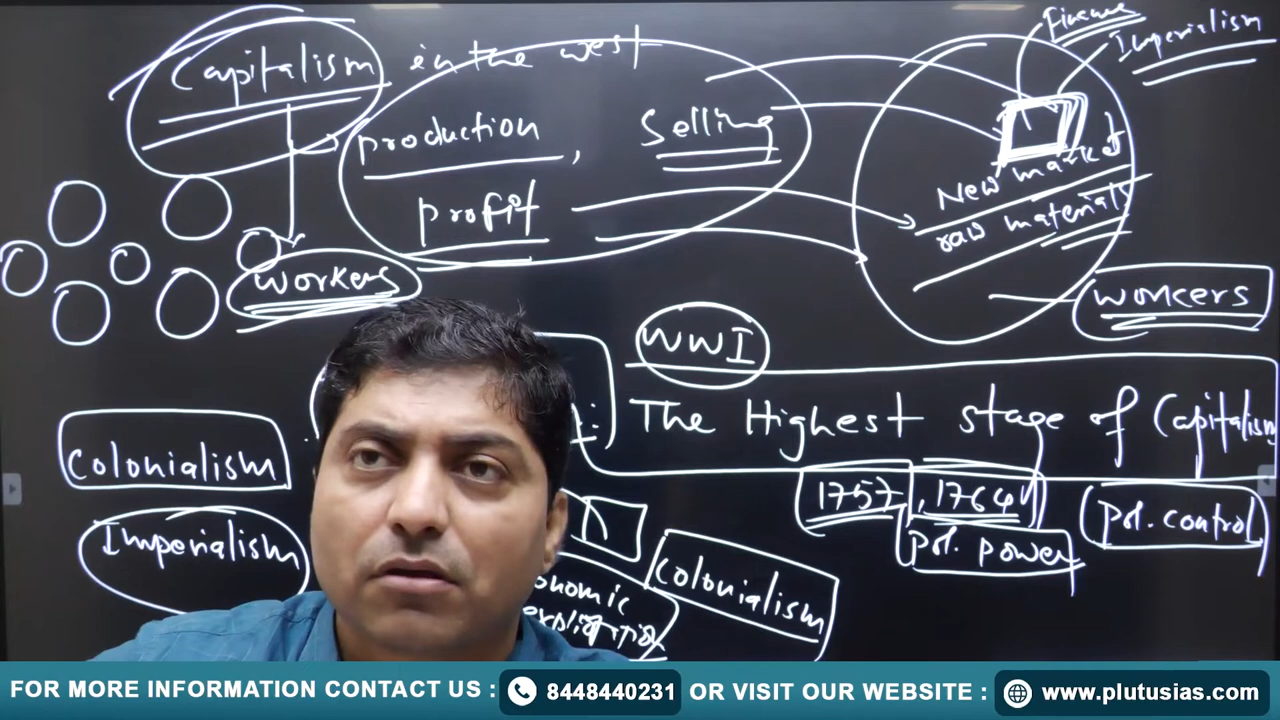 Finance
Imperialism
Capitalism in the west
production, Selling
profit
New market
raw materials
workers
workers
WWI
The Highest stage of Capitalism
Colonialism
1757, 1764
pol. control
Imperialism
pol. power
colonialism
onomic
FOR MORE INFORMATION CONTACT US : 8448440231 OR VISIT OUR WEBSITE : www.plutusias.com